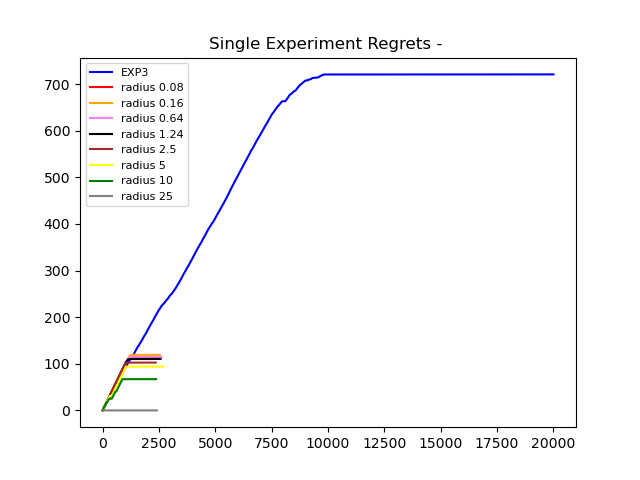 Single Experiment Regrets -
EXP3
radius 0.08
radius 0.16
radius 0.64
radius 1.24
radius 2.5
radius 5
radius 10
radius 25
700
600
500
400
300
200
100
0
0 2500 5000 7500 10000 12500 15000 17500 20000